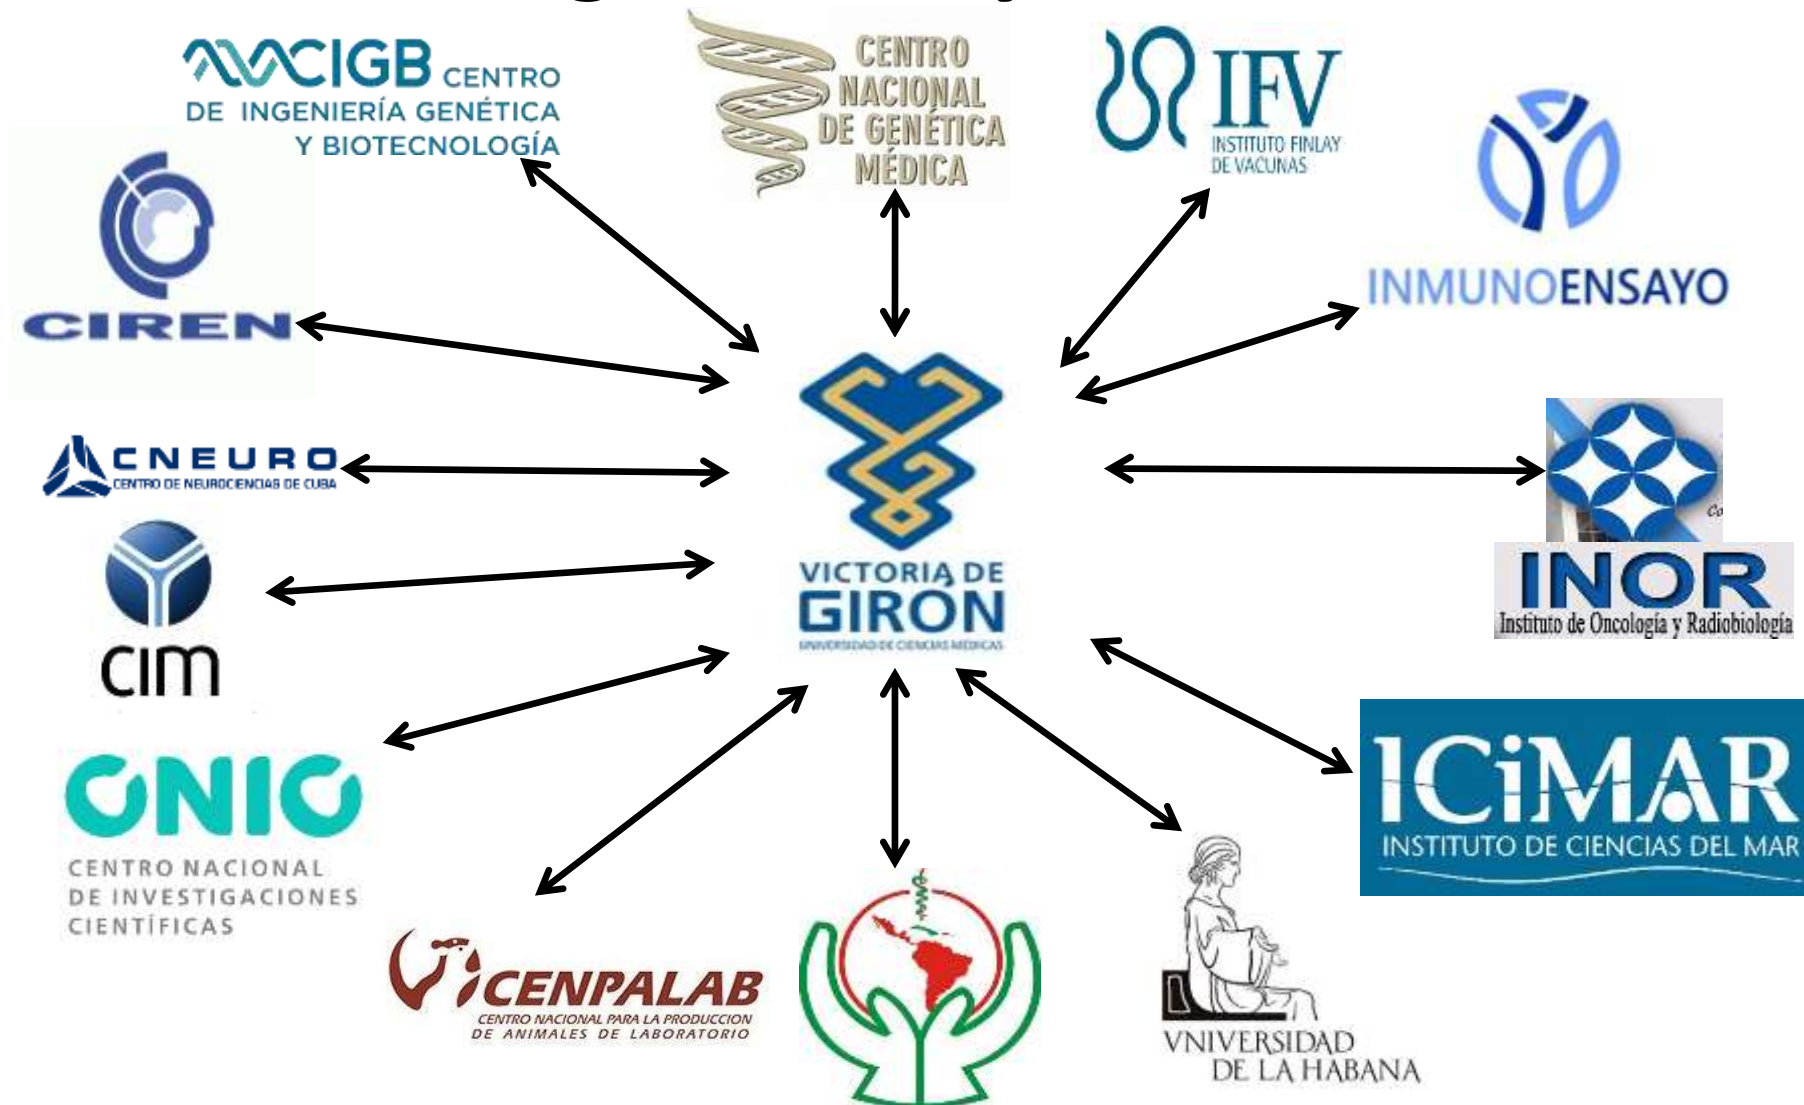 CIGB CENTRO
DE INGENIERÍA GENÉTICA
Y BIOTECNOLOGÍA
CENTRO
NACIONAL
DE GENÉTICA
MÉDICA
IFV
INSTITUTO FINLAY
DE VACUNAS
INMUNOENSAYO
CIREN
CNEURO
CENTRO DE NEUROCIENCIAS DE CUBA
VICTORIA DE
GIRÓN
UNIVERSIDAD DE CIENCIAS MÉDICAS
Co
INOR
Instituto de Oncología y Radiobiología
CIM
CNIC
CENTRO NACIONAL
DE INVESTIGACIONES
CIENTÍFICAS
ICiMAR
INSTITUTO DE CIENCIAS DEL MAR
CENPALAB
CENTRO NACIONAL PARA LA PRODUCCION
DE ANIMALES DE LABORATORIO
VNIVERSIDAD
DE LA HABANA